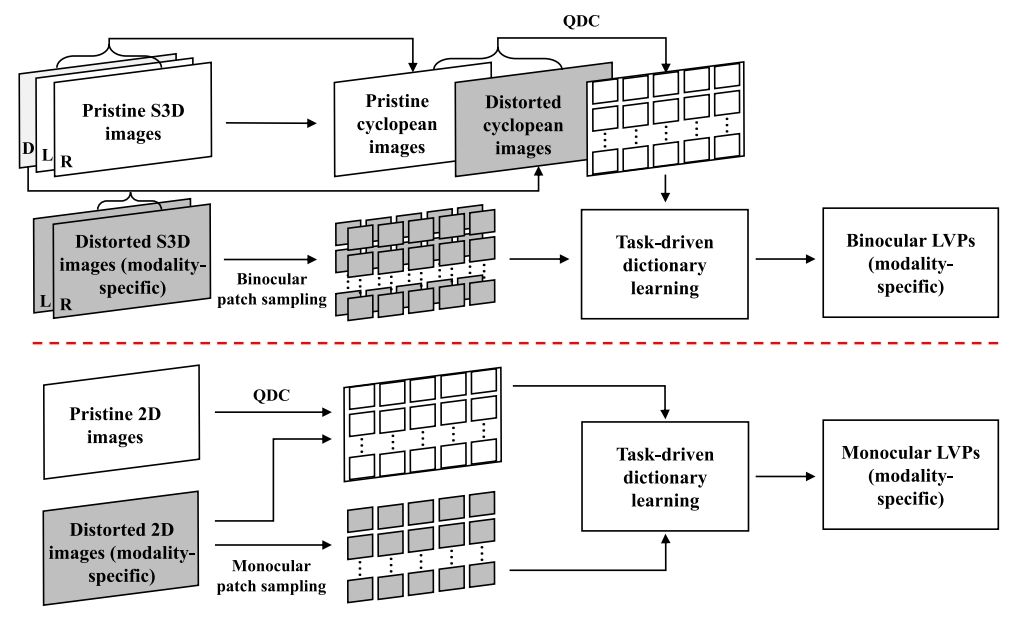 QDC
Pristine S3D
images
D
L
R
Pristine
cyclopean
images
Distorted
cyclopean
images
Distorted S3D
images (modality-
specific)
L
R
Binocular
patch sampling
Task-driven
dictionary
learning
Binocular LVPs
(modality-
specific)
Pristine 2D
images
QDC
Distorted 2D
images (modality-
specific)
Monocular
patch sampling
Task-driven
dictionary
learning
Monocular LVPs
(modality-
specific)